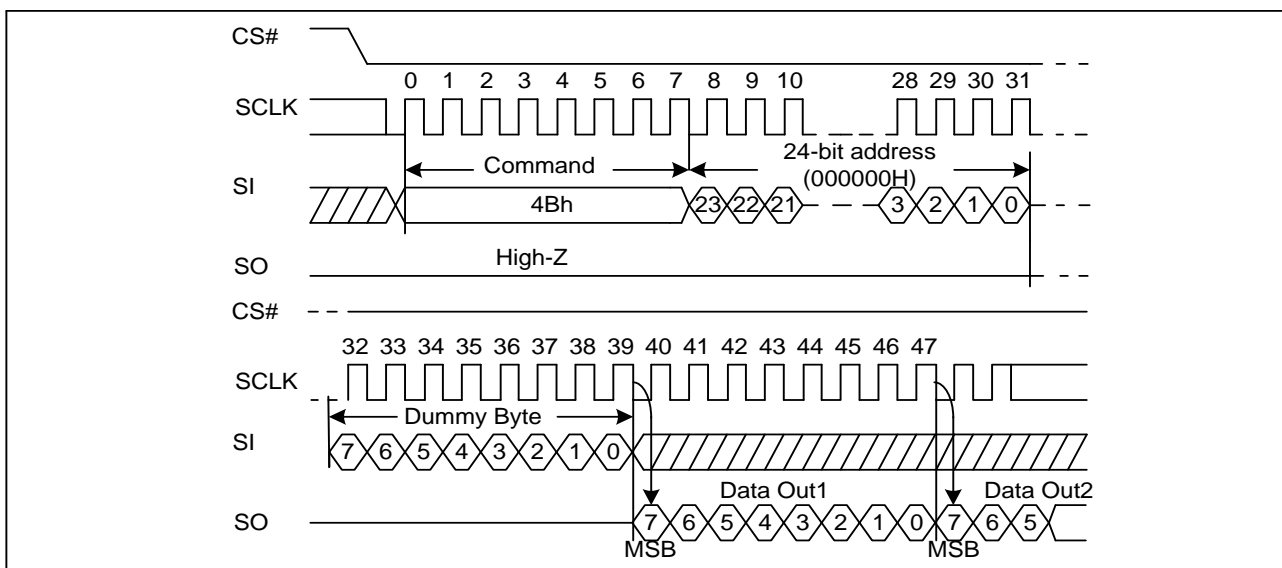 CS#
0 1 2 3 4 5 6 7 8 9 10 28 29 30 31
SCLK
Command
24-bit address
(000000H)
SI
4Bh
23 22 21 3 2 1 0
High-Z
SO
CS#
32 33 34 35 36 37 38 39 40 41 42 43 44 45 46 47
SCLK
Dummy Byte
SI
7 6 5 4 3 2 1 0
Data Out1 Data Out2
SO
7 6 5 4 3 2 1 0 7 6 5
MSB MSB